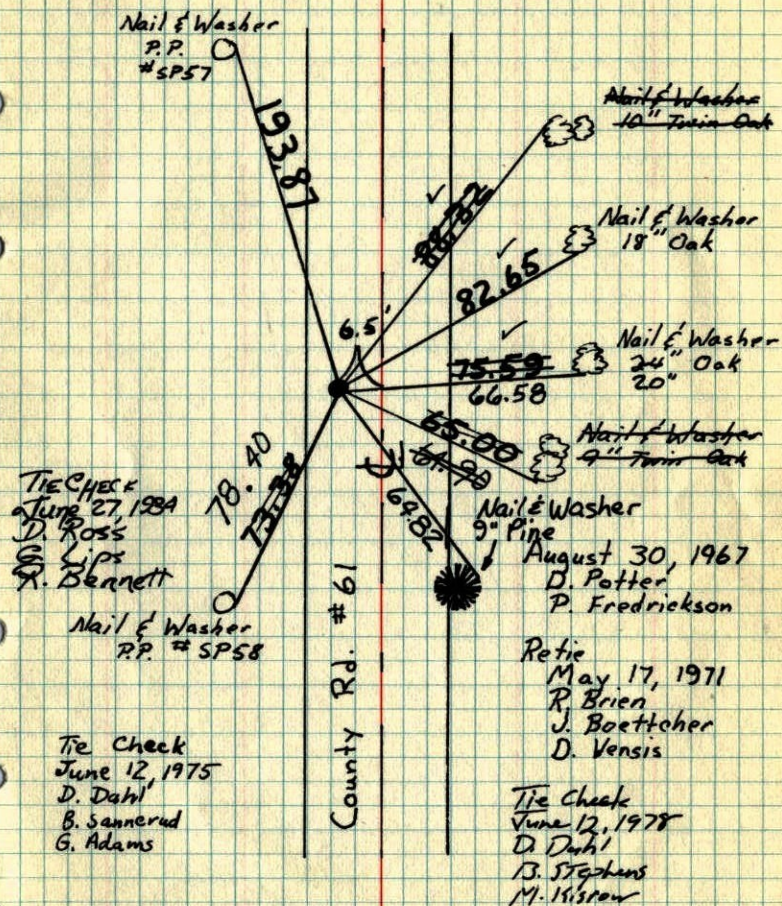 Nail & Washer
P.P.
#SP57
193.87
Nail & Washer
10" Twin Oak
88.32
Nail & Washer
18" Oak
82.65
6.5'
Nail & Washer
24" Oak
20"
75.59
66.58
65.00
61.90
Nail & Washer
9" Twin Oak
69.82
Nail & Washer
9" Pine
78.40
73.38
TIE CHECK
June 27, 1984
D. Ross
G. Lips
R. Bennett
Nail & Washer
P.P. # SP58
County Rd. #61
August 30, 1967
D. Potter
P. Fredrickson
Retie
May 17, 1971
R. Brien
J. Boettcher
D. Vensis
Tie Check
June 12, 1975
D. Dahl
B. Sannerud
G. Adams
Tie Check
June 12, 1978
D. Dahl
B. Stephens
M.